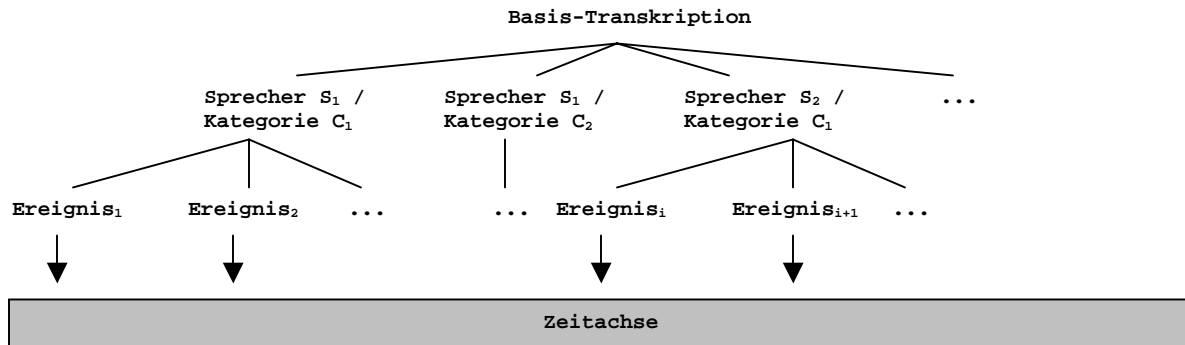 Basis-Transkription
Sprecher S₁ / Sprecher S₁ / Sprecher S₂ / ...
Kategorie C₁ Kategorie C₂ Kategorie C₁
Ereignis₁ Ereignis₂ ... ... Ereignisᵢ Ereignisᵢ₊₁ ...
Zeitachse